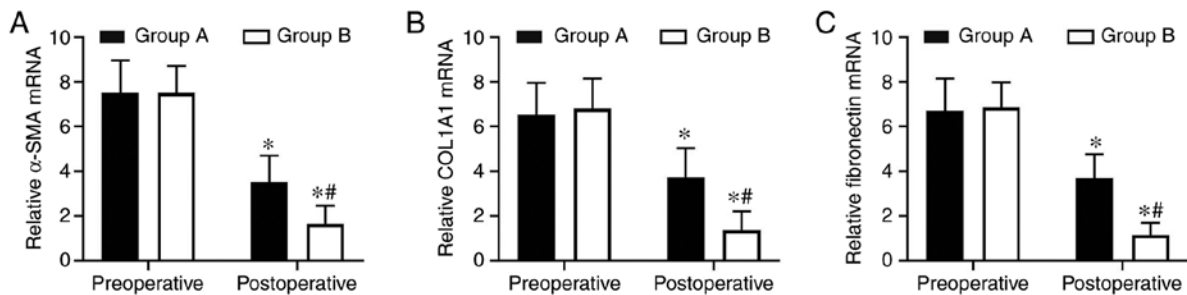 A
Group A
Group B
Relative α-SMA mRNA
10
8
6
4
2
0
*
*#
Preoperative
Postoperative
B
Group A
Group B
Relative COL1A1 mRNA
10
8
6
4
2
0
*
*#
Preoperative
Postoperative
C
Group A
Group B
Relative fibronectin mRNA
10
8
6
4
2
0
*
*#
Preoperative
Postoperative